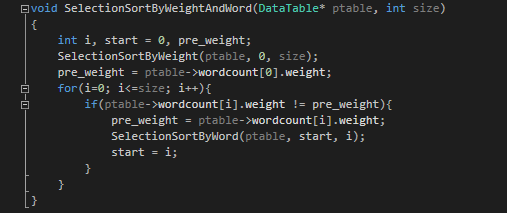 void SelectionSortByWeightAndWord(DataTable* ptable, int size)
{
    int i, start = 0, pre_weight;
    SelectionSortByWeight(ptable, 0, size);
    pre_weight = ptable->wordcount[0].weight;
    for(i=0; i<=size; i++){
        if(ptable->wordcount[i].weight != pre_weight){
            pre_weight = ptable->wordcount[i].weight;
            SelectionSortByWord(ptable, start, i);
            start = i;
        }
    }
}